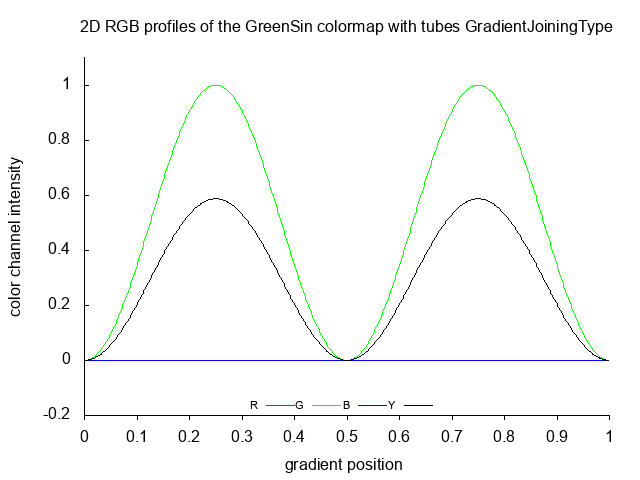 2D RGB profiles of the GreenSin colormap with tubes GradientJoiningType
color channel intensity
1
0.8
0.6
0.4
0.2
0
-0.2
R G B Y
0 0.1 0.2 0.3 0.4 0.5 0.6 0.7 0.8 0.9 1
gradient position